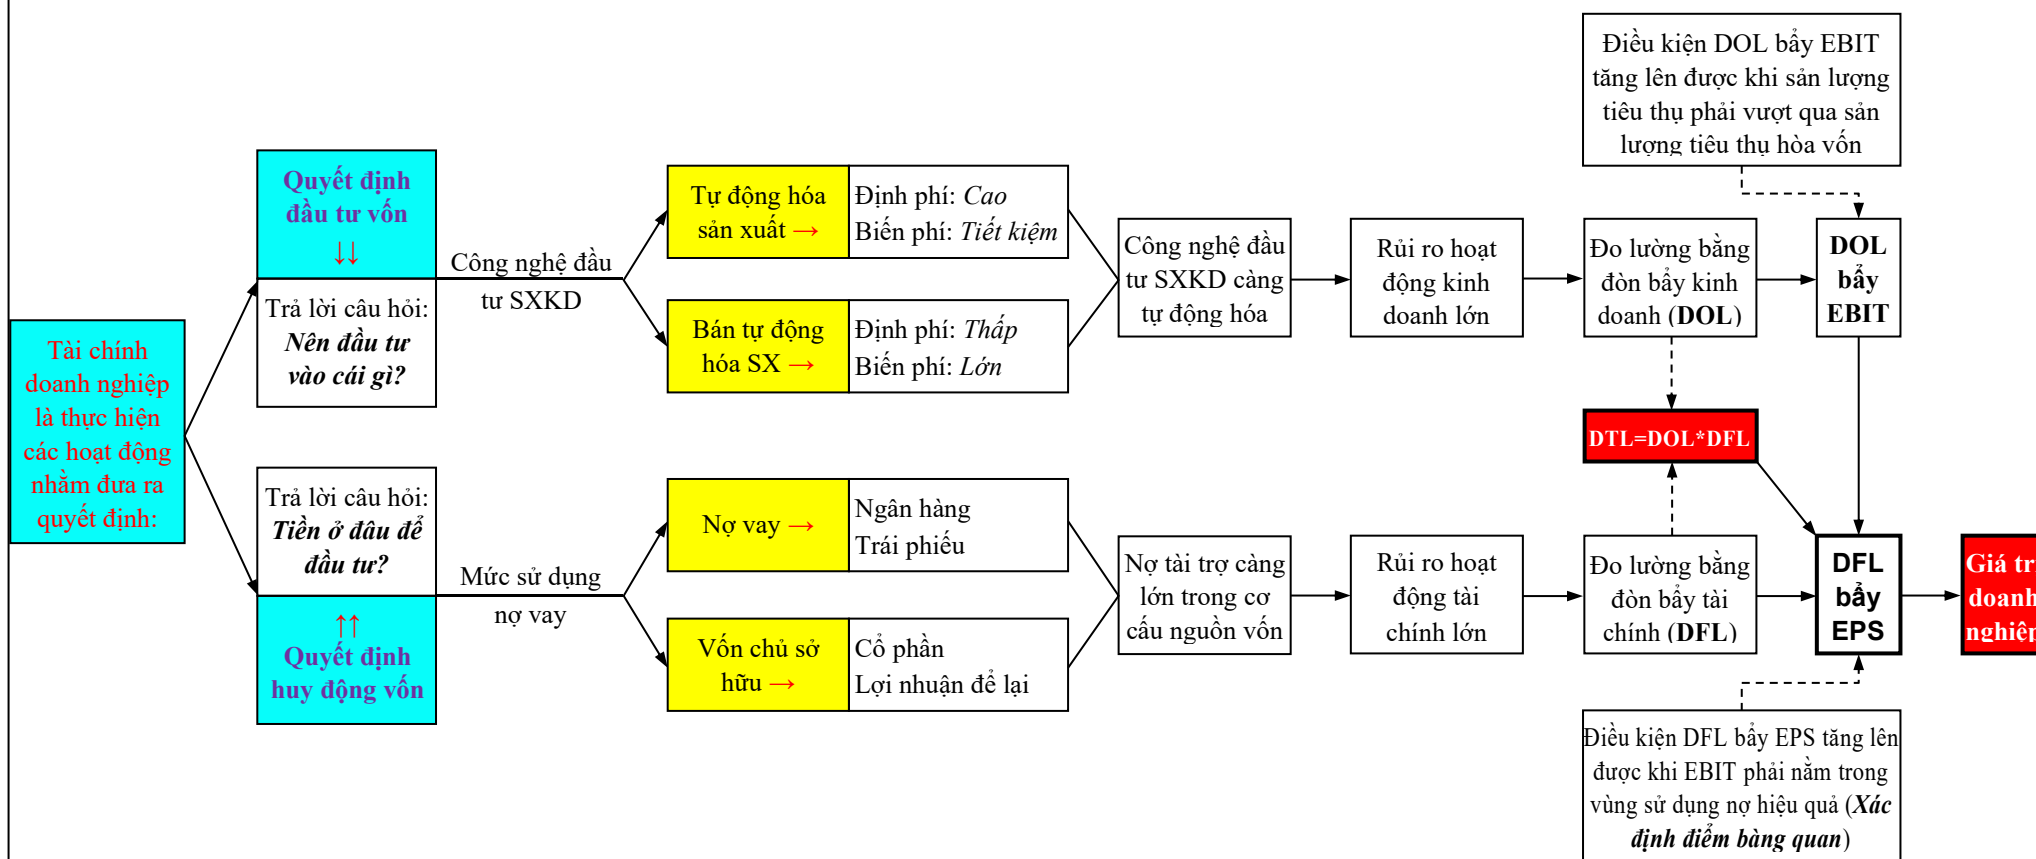 Điều kiện DOL bẩy EBIT
tăng lên được khi sản lượng
tiêu thụ phải vượt qua sản
lượng tiêu thụ hòa vốn
Quyết định
đầu tư vốn
↓↓
Trả lời câu hỏi:
Nên đầu tư
vào cái gì?
Công nghệ đầu
tư SXKD
Tự động hóa
sản xuất →
Định phí: Cao
Biến phí: Tiết kiệm
Bán tự động
hóa SX →
Định phí: Thấp
Biến phí: Lớn
Công nghệ đầu
tư SXKD càng
tự động hóa
Rủi ro hoạt
động kinh
doanh lớn
Đo lường bằng
đòn bẩy kinh
doanh (DOL)
DOL
bẩy
EBIT
Tài chính
doanh nghiệp
là thực hiện
các hoạt động
nhằm đưa ra
quyết định:
DTL=DOL*DFL
Trả lời câu hỏi:
Tiền ở đâu để
đầu tư?
↑↑
Quyết định
huy động vốn
Mức sử dụng
nợ vay
Nợ vay →
Ngân hàng
Trái phiếu
Vốn chủ sở
hữu →
Cổ phần
Lợi nhuận để lại
Nợ tài trợ càng
lớn trong cơ
cấu nguồn vốn
Rủi ro hoạt
động tài
chính lớn
Đo lường bằng
đòn bẩy tài
chính (DFL)
DFL
bẩy
EPS
Giá trị
doanh
nghiệp
Điều kiện DFL bẩy EPS tăng lên
được khi EBIT phải nằm trong
vùng sử dụng nợ hiệu quả (Xác
định điểm bàng quan)